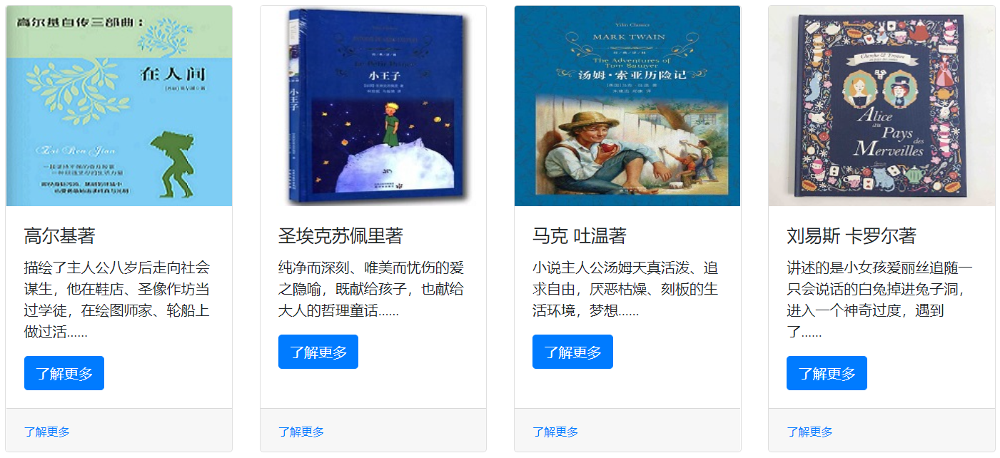 高尔基自传三部曲：
在人间
Zai Ren Jian
高尔基著
描绘了主人公八岁后走向社会
谋生，他在鞋店、圣像作坊当
过学徒，在绘图师家、轮船上
做过活......
了解更多
了解更多
小王子
小王子
圣埃克苏佩里著
纯净而深刻、唯美而忧伤的爱
之隐喻，既献给孩子，也献给
大人的哲理童话......
了解更多
了解更多
Yilin Classics
MARK TWAIN
The Adventures of
Tom Sawyer
汤姆·索亚历险记
马克 吐温著
小说主人公汤姆天真活泼、追
求自由，厌恶枯燥、刻板的生
活环境，梦想......
了解更多
了解更多
Cherche & Trouve
Alice
au Pays
des
Merveilles
刘易斯 卡罗尔著
讲述的是小女孩爱丽丝追随一
只会说话的白兔掉进兔子洞，
进入一个神奇过度，遇到
了......
了解更多
了解更多